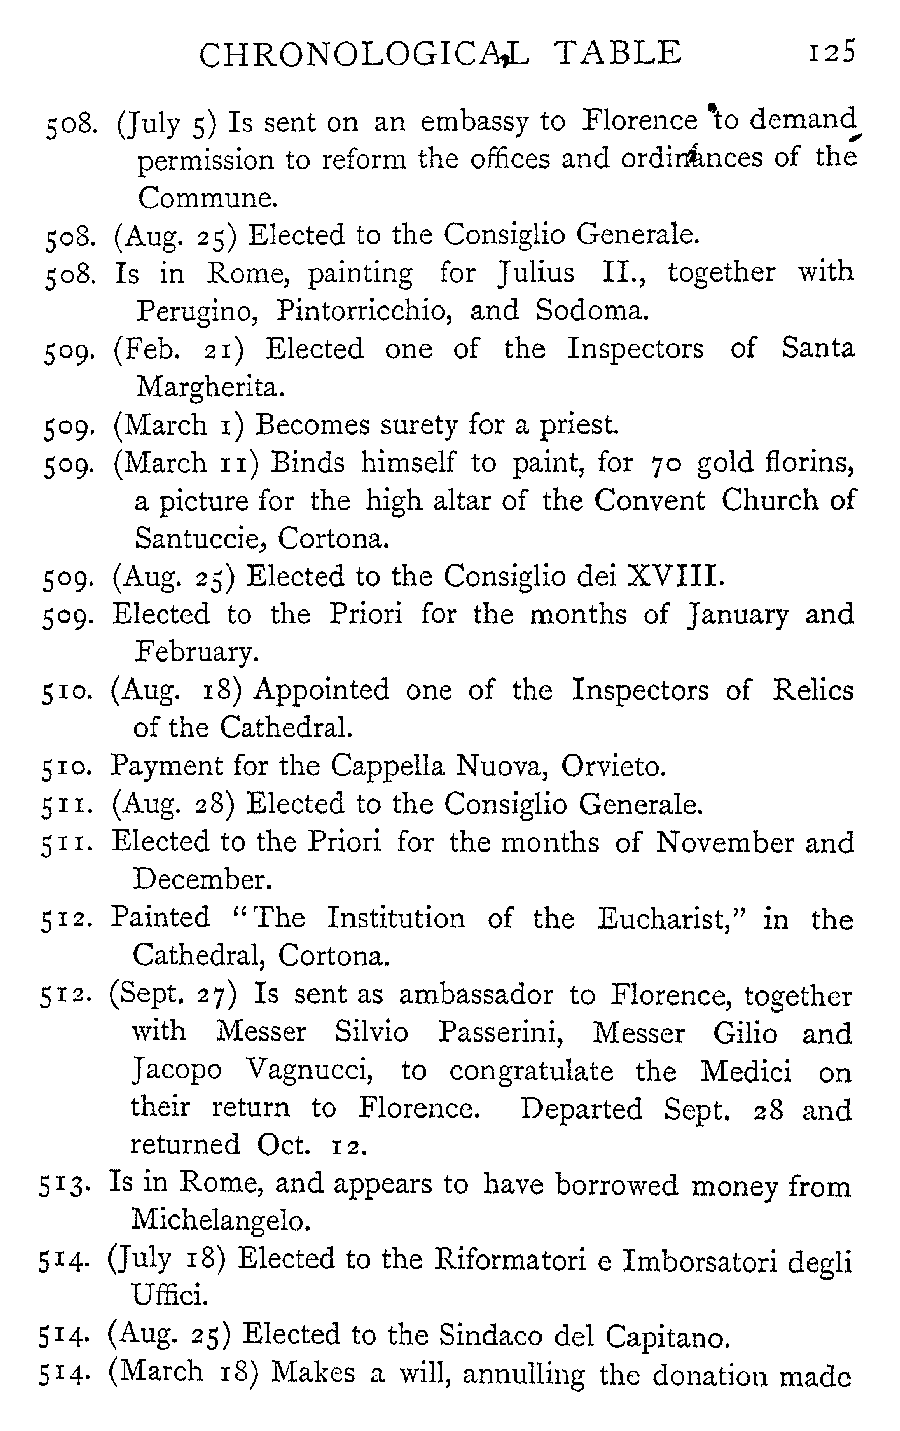 CHRONOLOGICAL TABLE 125
508. (July 5) Is sent on an embassy to Florence to demand
permission to reform the offices and ordinances of the
Commune.
508. (Aug. 25) Elected to the Consiglio Generale.
508. Is in Rome, painting for Julius II., together with
Perugino, Pintorricchio, and Sodoma.
509. (Feb. 21) Elected one of the Inspectors of Santa
Margherita.
509. (March 1) Becomes surety for a priest.
509. (March 11) Binds himself to paint, for 70 gold florins,
a picture for the high altar of the Convent Church of
Santuccie, Cortona.
509. (Aug. 25) Elected to the Consiglio dei XVIII.
509. Elected to the Priori for the months of January and
February.
510. (Aug. 18) Appointed one of the Inspectors of Relics
of the Cathedral.
510. Payment for the Cappella Nuova, Orvieto.
511. (Aug. 28) Elected to the Consiglio Generale.
511. Elected to the Priori for the months of November and
December.
512. Painted “The Institution of the Eucharist,” in the
Cathedral, Cortona.
512. (Sept. 27) Is sent as ambassador to Florence, together
with Messer Silvio Passerini, Messer Gilio and
Jacopo Vagnucci, to congratulate the Medici on
their return to Florence. Departed Sept. 28 and
returned Oct. 12.
513. Is in Rome, and appears to have borrowed money from
Michelangelo.
514. (July 18) Elected to the Riformatori e Imborsatori degli
Uffici.
514. (Aug. 25) Elected to the Sindaco del Capitano.
514. (March 18) Makes a will, annulling the donation made